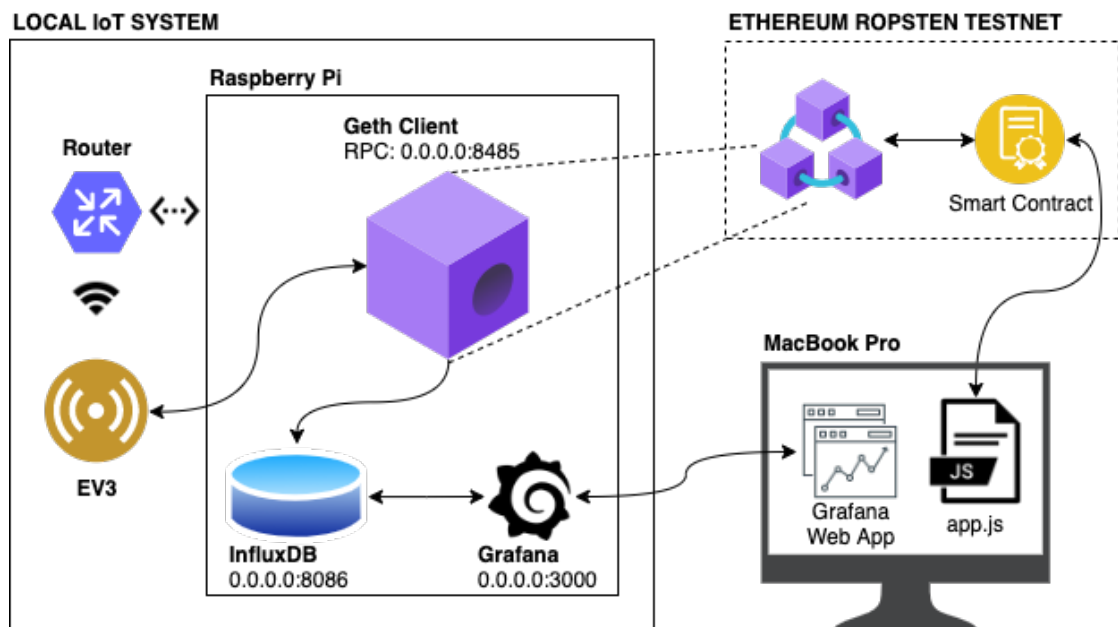 LOCAL IoT SYSTEM
ETHEREUM ROPSTEN TESTNET
Raspberry Pi
Geth Client
RPC: 0.0.0.0:8485
Router
Smart Contract
MacBook Pro
EV3
JS
InfluxDB
0.0.0.0:8086
Grafana
0.0.0.0:3000
Grafana
Web App
app.js